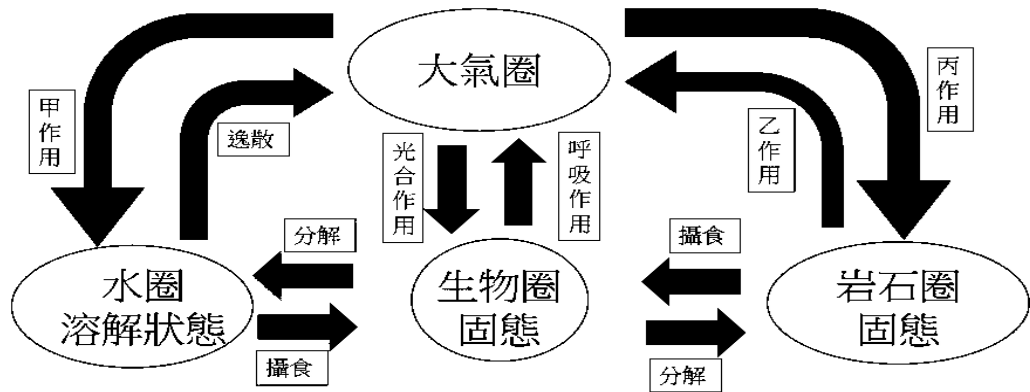 大氣圈
甲作用
逸散
光合作用
呼吸作用
乙作用
丙作用
分解
攝食
水圈
溶解狀態
生物圈
固態
岩石圈
固態
攝食
分解